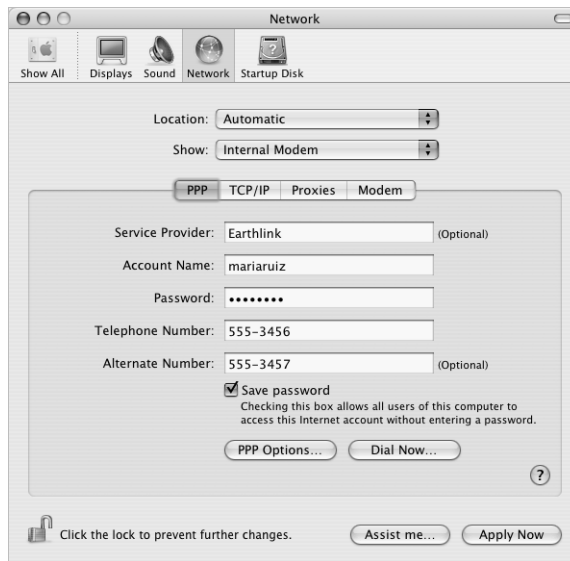 Network
Show All Displays Sound Network Startup Disk
Location: Automatic
Show: Internal Modem
PPP TCP/IP Proxies Modem
Service Provider: Earthlink (Optional)
Account Name: mariaruiz
Password: ••••••••
Telephone Number: 555-3456
Alternate Number: 555-3457 (Optional)
Save password
Checking this box allows all users of this computer to
access this Internet account without entering a password.
PPP Options... Dial Now...
?
Click the lock to prevent further changes. Assist me... Apply Now